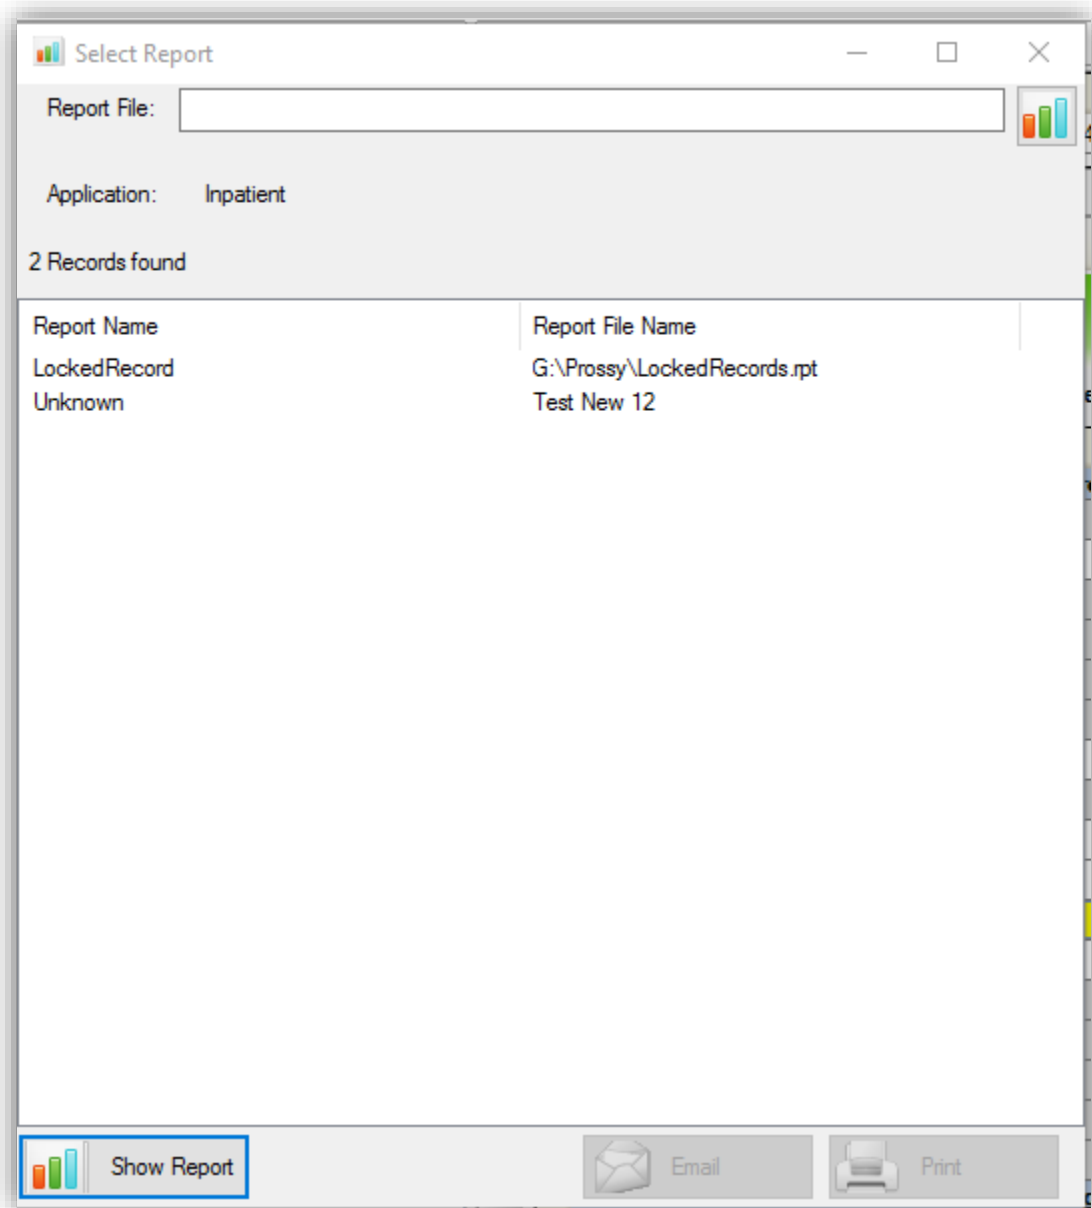 Select Report
Report File:
Application: Inpatient
2 Records found
Report Name Report File Name
LockedRecord G:\Prossy\LockedRecords.rpt
Unknown Test New 12
Show Report Email Print